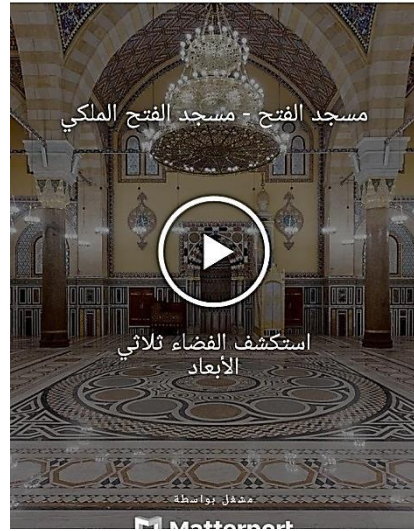 مسجد الفتح - مسجد الفتح الملكي
استكشف الفضاء ثلاثي
الأبعاد
مشغل بواسطة
Matterport